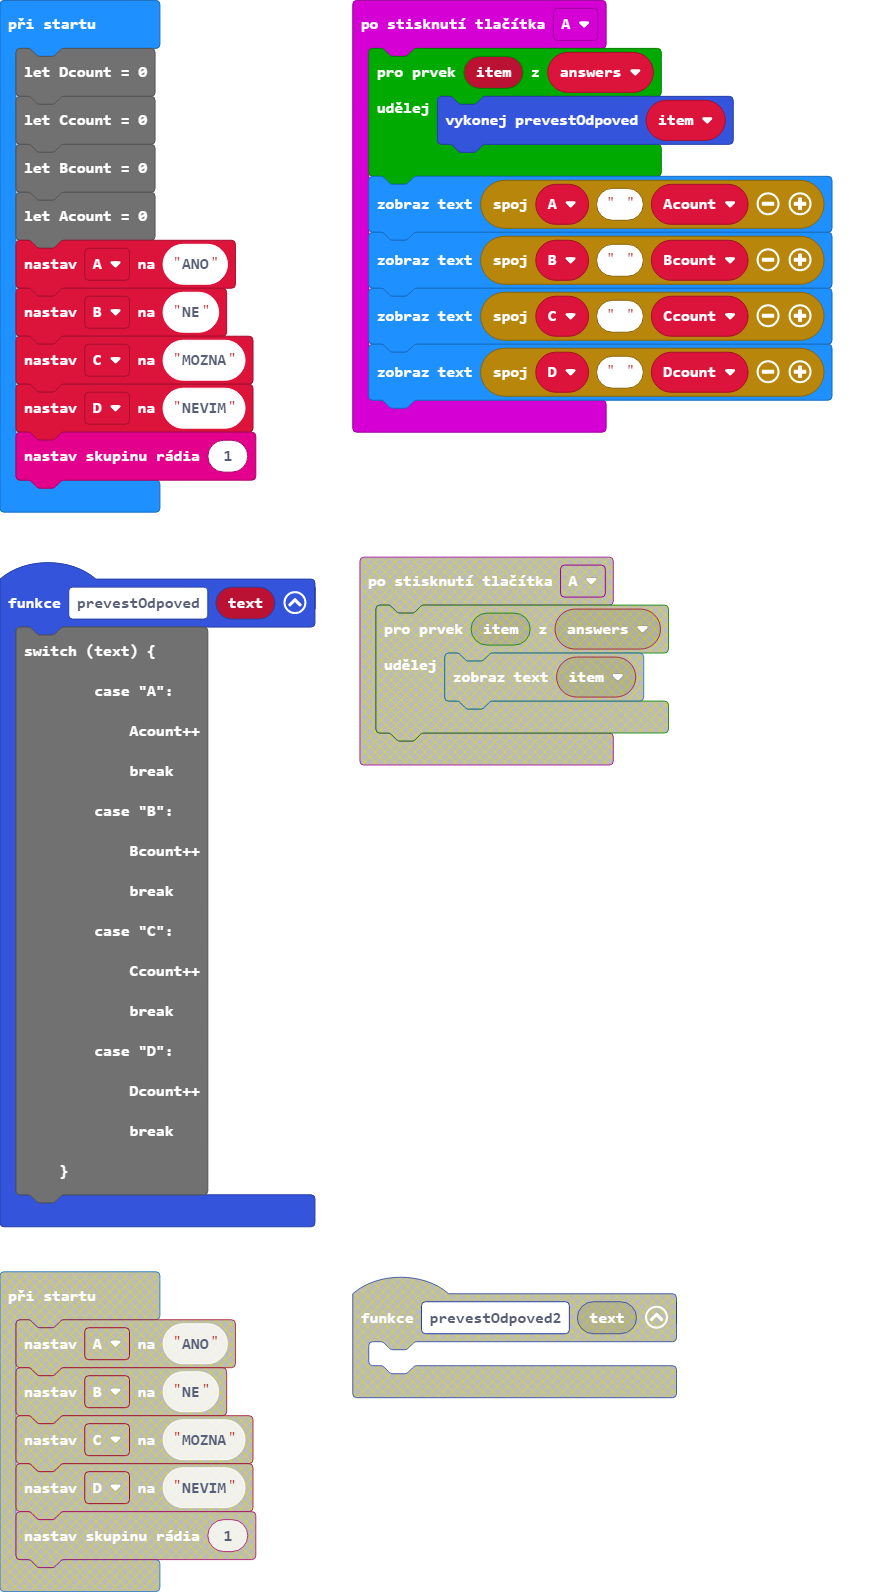 při startu
let Dcount = 0
let Ccount = 0
let Bcount = 0
let Acount = 0
nastav A na "ANO"
nastav B na "NE"
nastav C na "MOZNA"
nastav D na "NEVIM"
nastav skupinu rádia 1
po stisknutí tlačítka A
pro prvek item z answers
udělej vykonej prevestOdpoved item
zobraz text spoj A " " Acount
zobraz text spoj B " " Bcount
zobraz text spoj C " " Ccount
zobraz text spoj D " " Dcount
funkce prevestOdpoved text
switch (text) {
case "A":
Acount++
break
case "B":
Bcount++
break
case "C":
Ccount++
break
case "D":
Dcount++
break
}
po stisknutí tlačítka A
pro prvek item z answers
udělej zobraz text item
při startu
nastav A na "ANO"
nastav B na "NE"
nastav C na "MOZNA"
nastav D na "NEVIM"
nastav skupinu rádia 1
funkce prevestOdpoved2 text